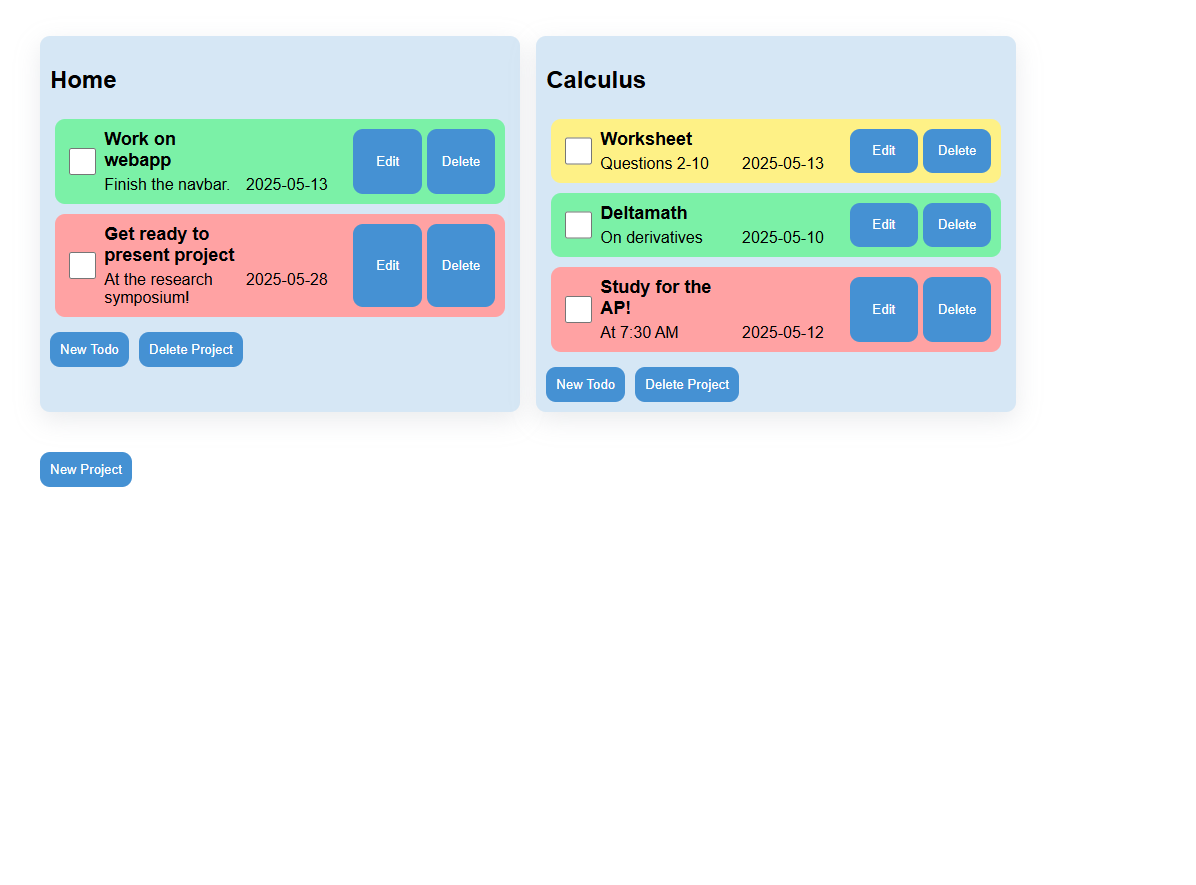 Home
Work on
webapp
Finish the navbar. 2025-05-13
Edit Delete
Get ready to
present project
At the research 2025-05-28
symposium!
Edit Delete
New Todo Delete Project
Calculus
Worksheet
Questions 2-10 2025-05-13
Edit Delete
Deltamath
On derivatives 2025-05-10
Edit Delete
Study for the
AP!
At 7:30 AM 2025-05-12
Edit Delete
New Todo Delete Project
New Project